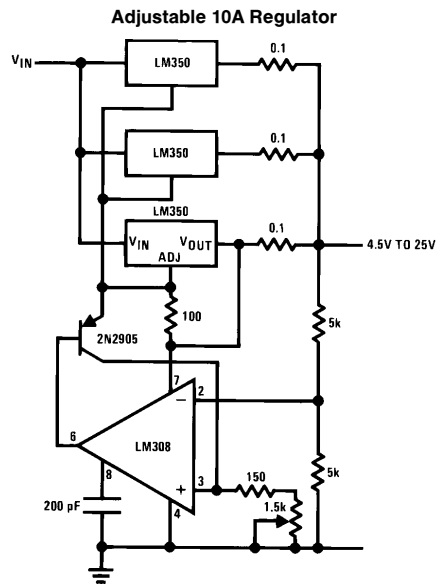 Adjustable 10A Regulator
VIN
LM350
0.1
LM350
0.1
LM350
VIN
VOUT
ADJ
0.1
4.5V TO 25V
100
5k
2N2905
7
2
−
6
LM308
8
+
3
4
150
1.5k
5k
200 pF